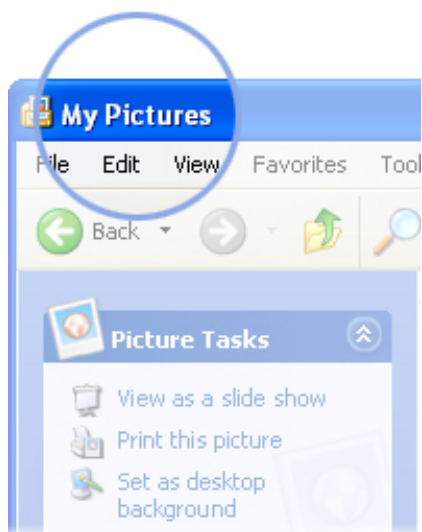 My Pictures
File Edit View Favorites Tool
Back
Picture Tasks
View as a slide show
Print this picture
Set as desktop
background